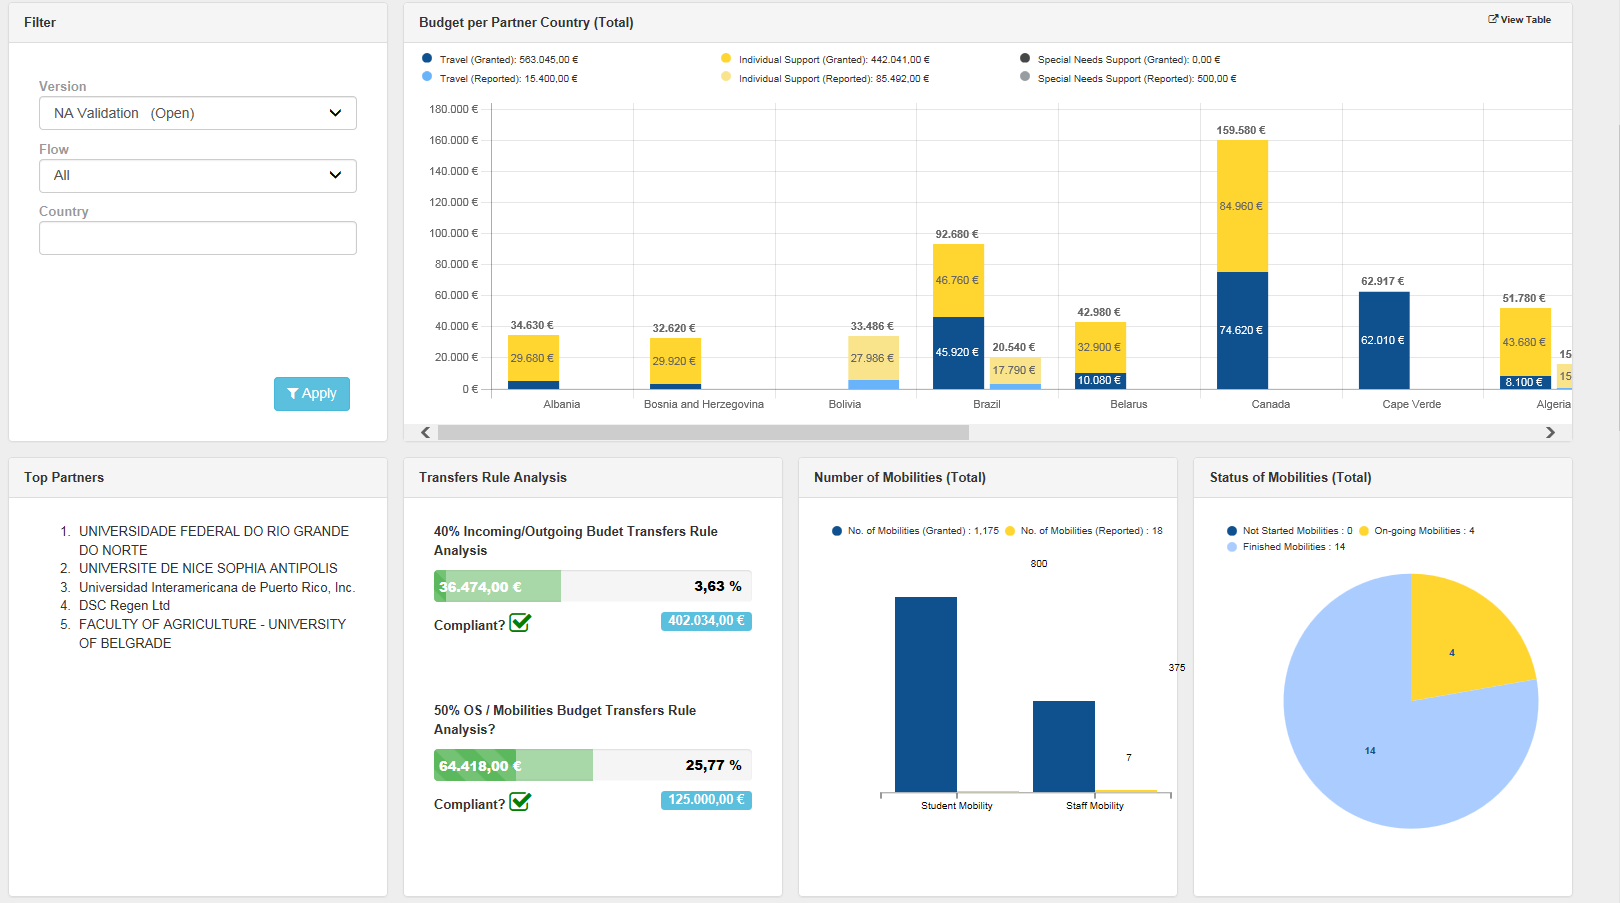 Filter
Version
NA Validation (Open)
Flow
All
Country
Apply
Budget per Partner Country (Total)
View Table
Travel (Granted): 563.045,00 €
Individual Support (Granted): 442.041,00 €
Special Needs Support (Granted): 0,00 €
Travel (Reported): 15.400,00 €
Individual Support (Reported): 85.492,00 €
Special Needs Support (Reported): 500,00 €
180.000 €
160.000 €
140.000 €
120.000 €
100.000 €
80.000 €
60.000 €
40.000 €
20.000 €
0 €
34.630 €
29.680 €
32.620 €
29.920 €
33.486 €
27.986 €
92.680 €
46.760 €
45.920 €
20.540 €
17.790 €
42.980 €
32.900 €
10.080 €
159.580 €
84.960 €
74.620 €
62.917 €
62.010 €
51.780 €
43.680 €
8.100 €
15
15
Albania
Bosnia and Herzegovina
Bolivia
Brazil
Belarus
Canada
Cape Verde
Algeria
Top Partners
1. UNIVERSIDADE FEDERAL DO RIO GRANDE
DO NORTE
2. UNIVERSITE DE NICE SOPHIA ANTIPOLIS
3. Universidad Interamericana de Puerto Rico, Inc.
4. DSC Regen Ltd
5. FACULTY OF AGRICULTURE - UNIVERSITY
OF BELGRADE
Transfers Rule Analysis
40% Incoming/Outgoing Budet Transfers Rule
Analysis
36.474,00 €
3,63 %
Compliant?
402.034,00 €
50% OS / Mobilities Budget Transfers Rule
Analysis?
64.418,00 €
25,77 %
Compliant?
125.000,00 €
Number of Mobilities (Total)
No. of Mobilities (Granted) : 1,175
No. of Mobilities (Reported) : 18
800
375
7
Student Mobility
Staff Mobility
Status of Mobilities (Total)
Not Started Mobilities : 0
On-going Mobilities : 4
Finished Mobilities : 14
4
14